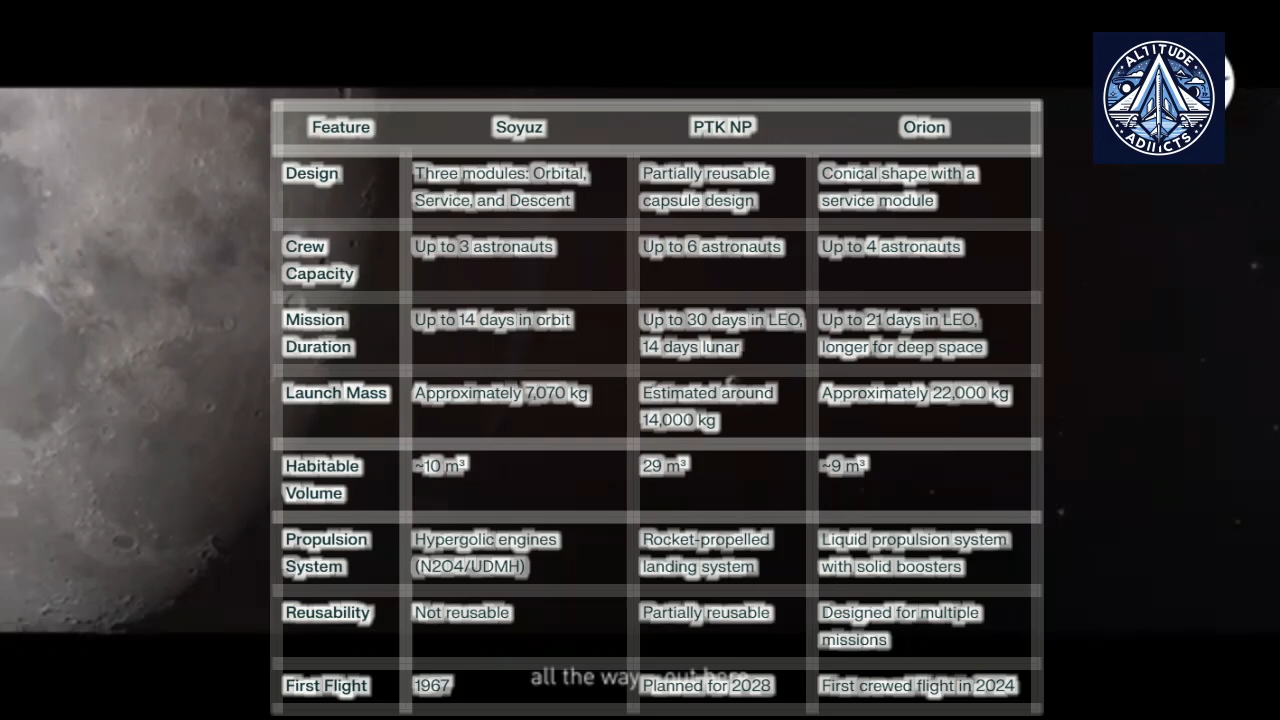 ALTITUDE
ADIICTS
Feature Soyuz PTK NP Orion
Design Three modules: Orbital, Partially reusable Conical shape with a
Service, and Descent capsule design service module
Crew Up to 3 astronauts Up to 6 astronauts Up to 4 astronauts
Capacity
Mission Up to 14 days in orbit Up to 30 days in LEO, Up to 21 days in LEO,
Duration 14 days lunar longer for deep space
Launch Mass Approximately 7,070 kg Estimated around Approximately 22,000 kg
14,000 kg
Habitable ~10 m³ 29 m³ ~9 m³
Volume
Propulsion Hypergolic engines Rocket-propelled Liquid propulsion system
System (N2O4/UDMH) landing system with solid boosters
Reusability Not reusable Partially reusable Designed for multiple
missions
all the way out here
First Flight 1967 Planned for 2028 First crewed flight in 2024